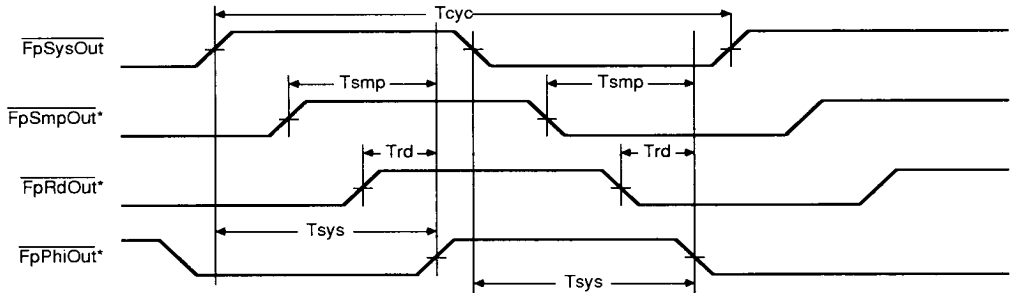 Tcyc
FpSysOut
Tsmp Tsmp
FpSmpOut*
Trd Trd
FpRdOut*
Tsys
FpPhiOut*
Tsys